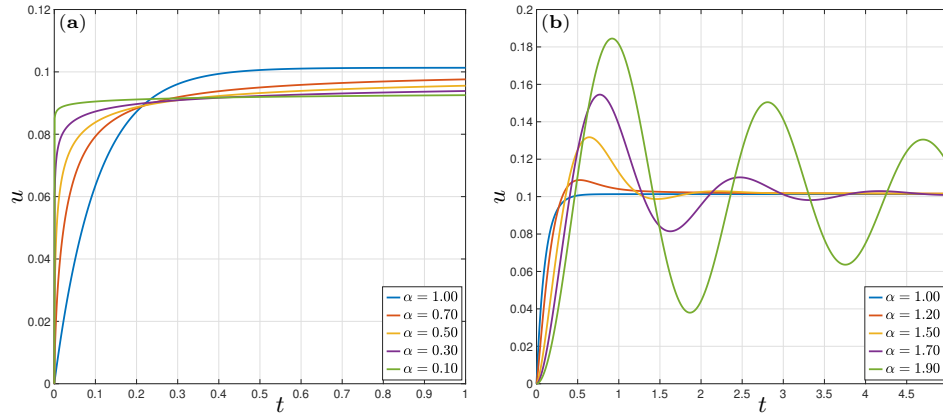 (a)
0.12
0.1
0.08
0.06
0.04
0.02
0
u
0 0.1 0.2 0.3 0.4 0.5 0.6 0.7 0.8 0.9 1
t
α = 1.00
α = 0.70
α = 0.50
α = 0.30
α = 0.10
(b)
0.2
0.18
0.16
0.14
0.12
0.1
0.08
0.06
0.04
0.02
0
u
0 0.5 1 1.5 2 2.5 3 3.5 4 4.5
t
α = 1.00
α = 1.20
α = 1.50
α = 1.70
α = 1.90